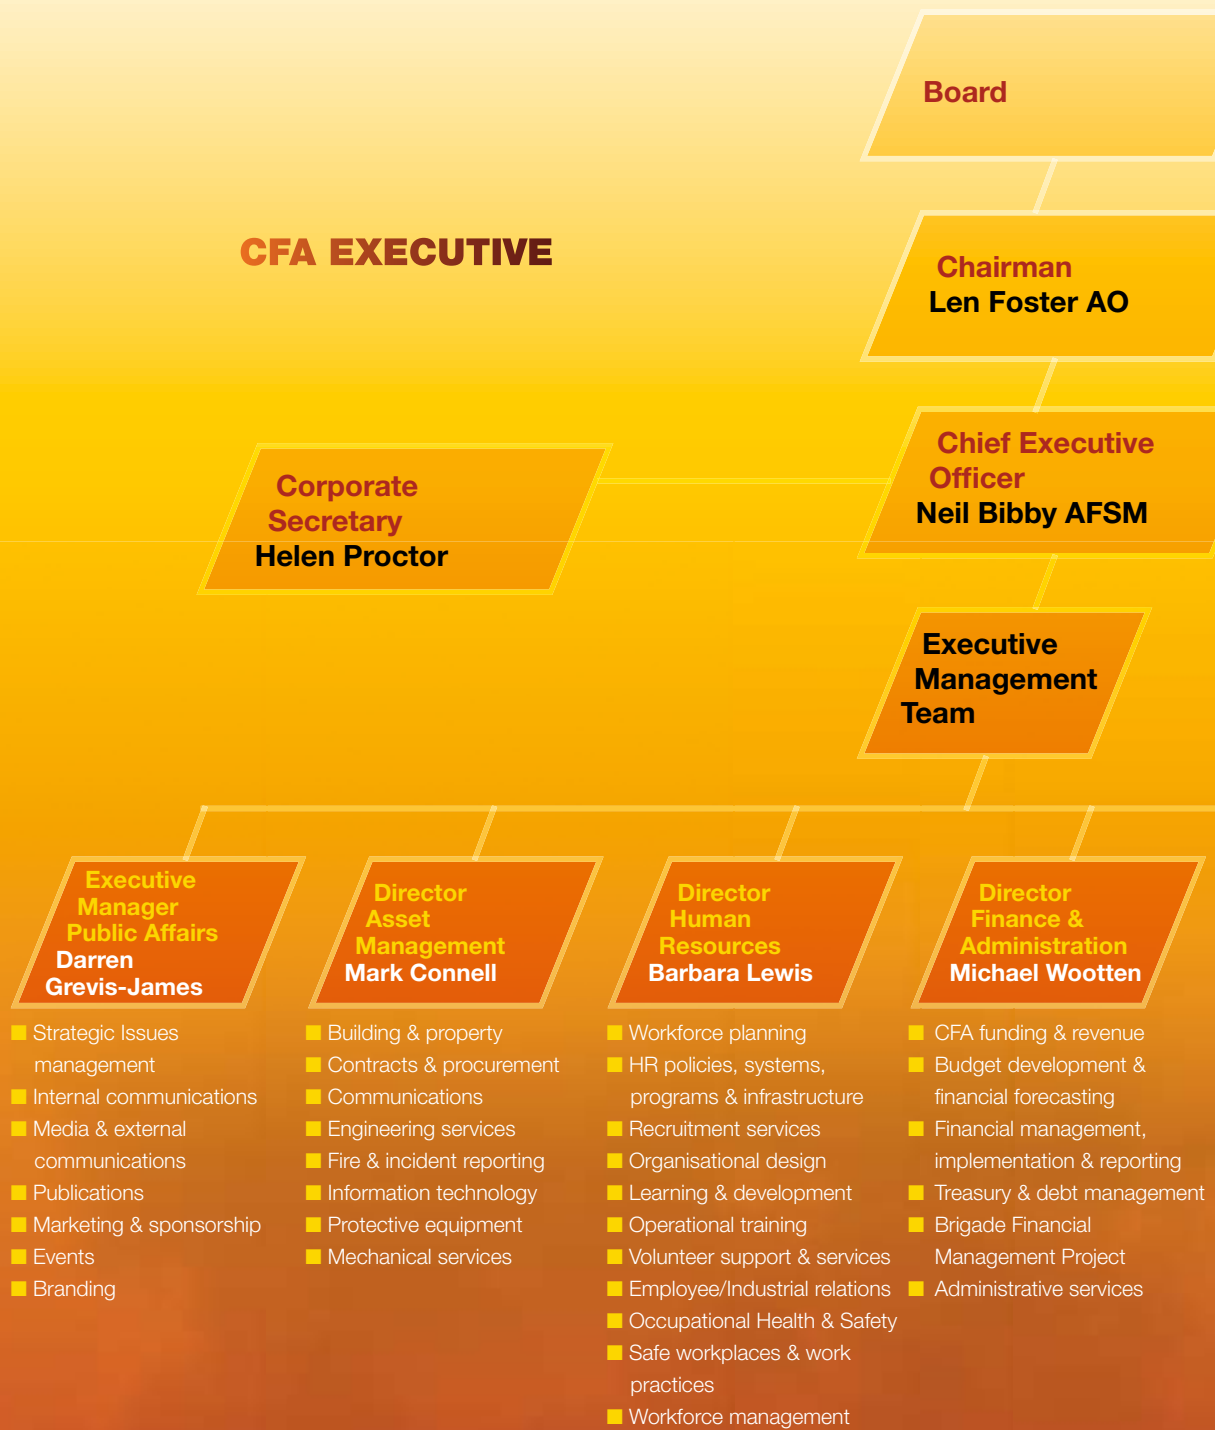 Board
CFA EXECUTIVE
Chairman
Len Foster AO
Chief Executive
Officer
Neil Bibby AFSM
Corporate
Secretary
Helen Proctor
Executive
Management
Team
Executive
Manager
Public Affairs
Darren
Grevis-James
Strategic Issues
management
Internal communications
Media & external
communications
Publications
Marketing & sponsorship
Events
Branding
Director
Asset
Management
Mark Connell
Building & property
Contracts & procurement
Communications
Engineering services
Fire & incident reporting
Information technology
Protective equipment
Mechanical services
Director
Human
Resources
Barbara Lewis
Workforce planning
HR policies, systems,
programs & infrastructure
Recruitment services
Organisational design
Learning & development
Operational training
Volunteer support & services
Employee/Industrial relations
Occupational Health & Safety
Safe workplaces & work
practices
Workforce management
Director
Finance &
Administration
Michael Wootten
CFA funding & revenue
Budget development &
financial forecasting
Financial management,
implementation & reporting
Treasury & debt management
Brigade Financial
Management Project
Administrative services